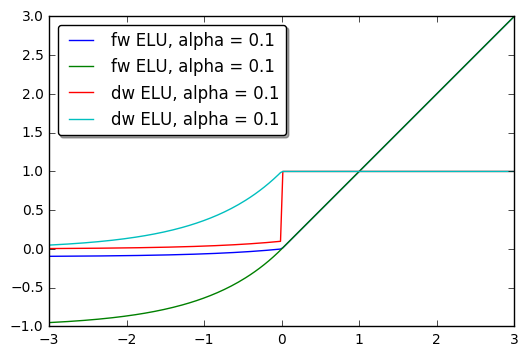 3.0
2.5
2.0
1.5
1.0
0.5
0.0
−0.5
−1.0
fw ELU, alpha = 0.1
fw ELU, alpha = 0.1
dw ELU, alpha = 0.1
dw ELU, alpha = 0.1
−3 −2 −1 0 1 2 3